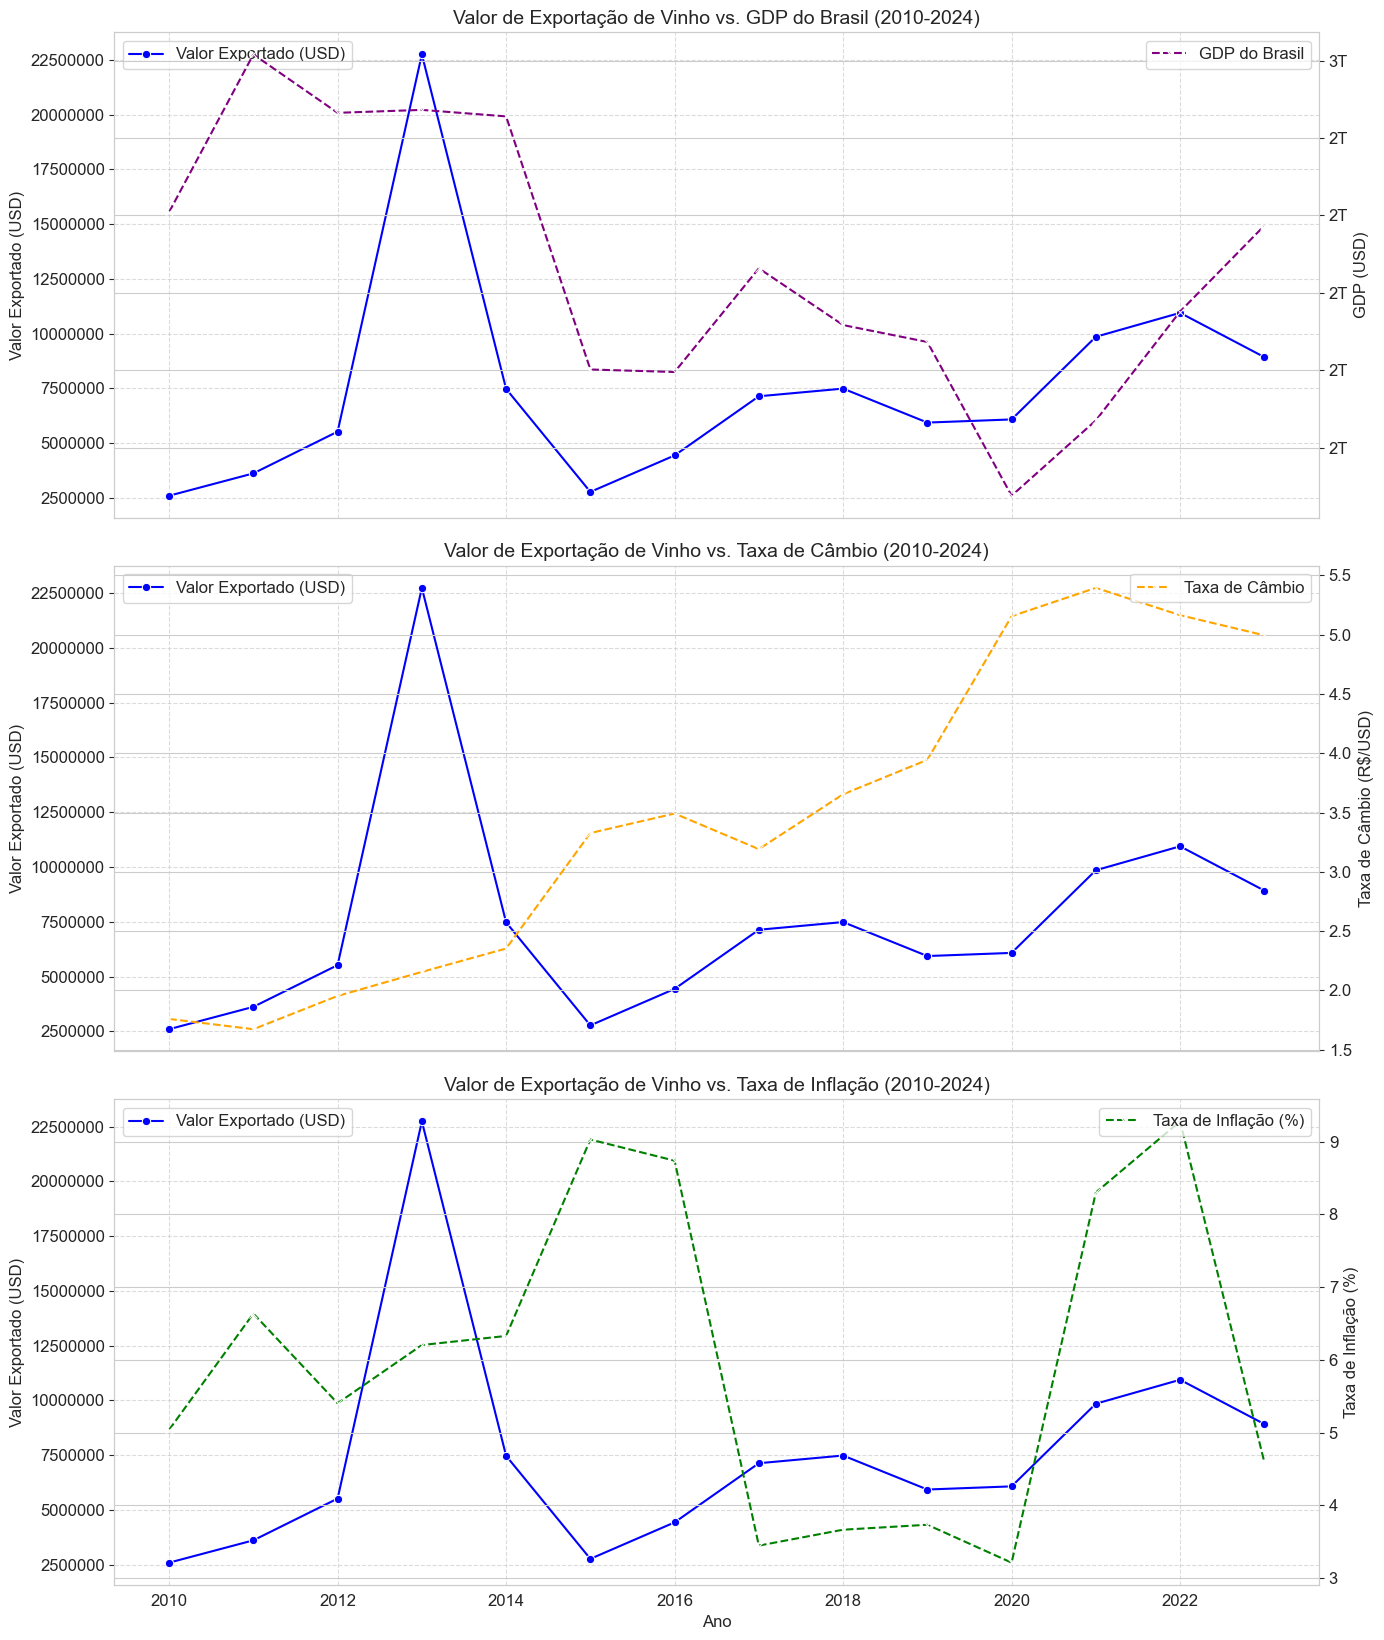 Valor de Exportação de Vinho vs. GDP do Brasil (2010-2024)
Valor Exportado (USD)
GDP do Brasil
22500000
20000000
17500000
15000000
12500000
10000000
7500000
5000000
2500000
Valor Exportado (USD)
3T
2T
2T
2T
2T
2T
GDP (USD)
Valor de Exportação de Vinho vs. Taxa de Câmbio (2010-2024)
Valor Exportado (USD)
Taxa de Câmbio
22500000
20000000
17500000
15000000
12500000
10000000
7500000
5000000
2500000
Valor Exportado (USD)
5.5
5.0
4.5
4.0
3.5
3.0
2.5
2.0
1.5
Taxa de Câmbio (R$/USD)
Valor de Exportação de Vinho vs. Taxa de Inflação (2010-2024)
Valor Exportado (USD)
Taxa de Inflação (%)
22500000
20000000
17500000
15000000
12500000
10000000
7500000
5000000
2500000
Valor Exportado (USD)
9
8
7
6
5
4
3
Taxa de Inflação (%)
2010 2012 2014 2016 2018 2020 2022
Ano